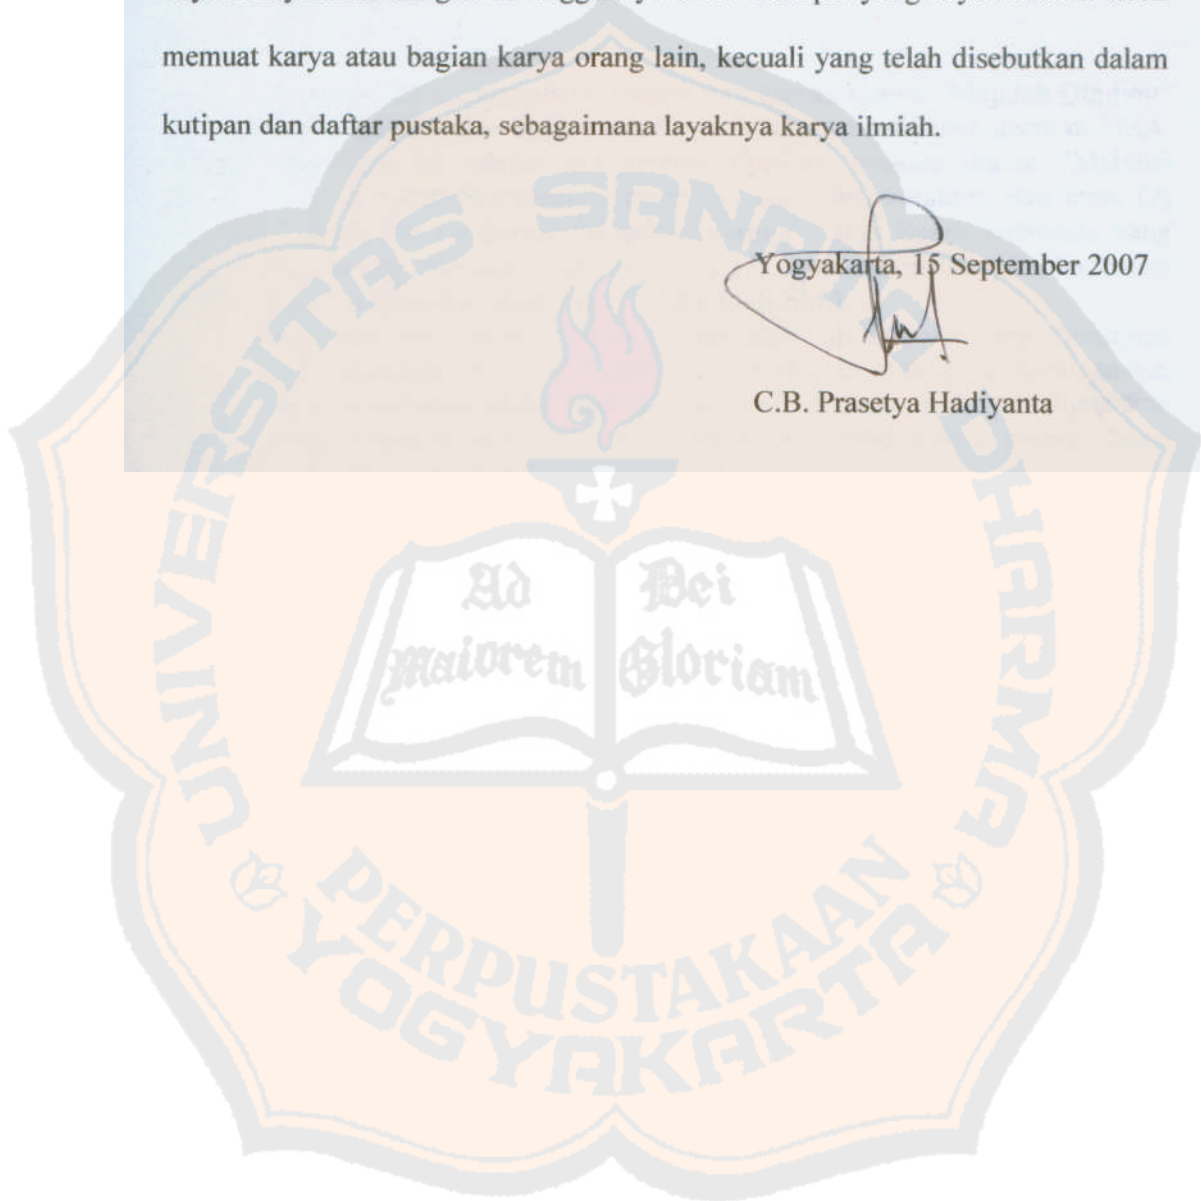 memuat karya atau bagian karya orang lain, kecuali yang telah disebutkan dalam
kutipan dan daftar pustaka, sebagaimana layaknya karya ilmiah.
Yogyakarta, 15 September 2007
C.B. Prasetya Hadiyanta
UNIVERSITAS SANATA DHARMA
Ad Dei
maiorem Gloriam
PERPUSTAKAAN
YOGYAKARTA